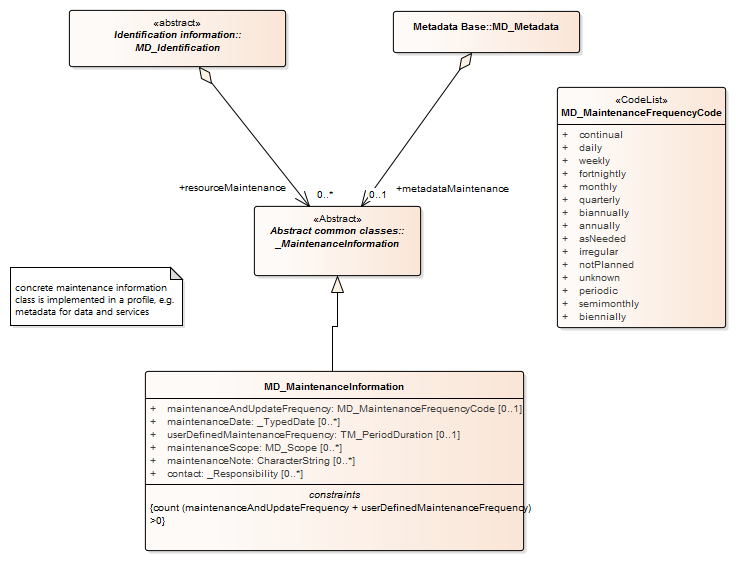 «abstract»
Identification information::
MD_Identification
Metadata Base::MD_Metadata
«CodeList»
MD_MaintenanceFrequencyCode
+ continual
+ daily
+ weekly
+ fortnightly
+ monthly
+ quarterly
+ biannually
+ annually
+ asNeeded
+ irregular
+ notPlanned
+ unknown
+ periodic
+ semimonthly
+ biennially
+resourceMaintenance
0..*
0..1
+metadataMaintenance
«Abstract»
Abstract common classes::
_MaintenanceInformation
concrete maintenance information
class is implemented in a profile, e.g.
metadata for data and services
MD_MaintenanceInformation
+ maintenanceAndUpdateFrequency: MD_MaintenanceFrequencyCode [0..1]
+ maintenanceDate: _TypedDate [0..*]
+ userDefinedMaintenanceFrequency: TM_PeriodDuration [0..1]
+ maintenanceScope: MD_Scope [0..*]
+ maintenanceNote: CharacterString [0..*]
+ contact: _Responsibility [0..*]
constraints
{count (maintenanceAndUpdateFrequency + userDefinedMaintenanceFrequency)
>0}